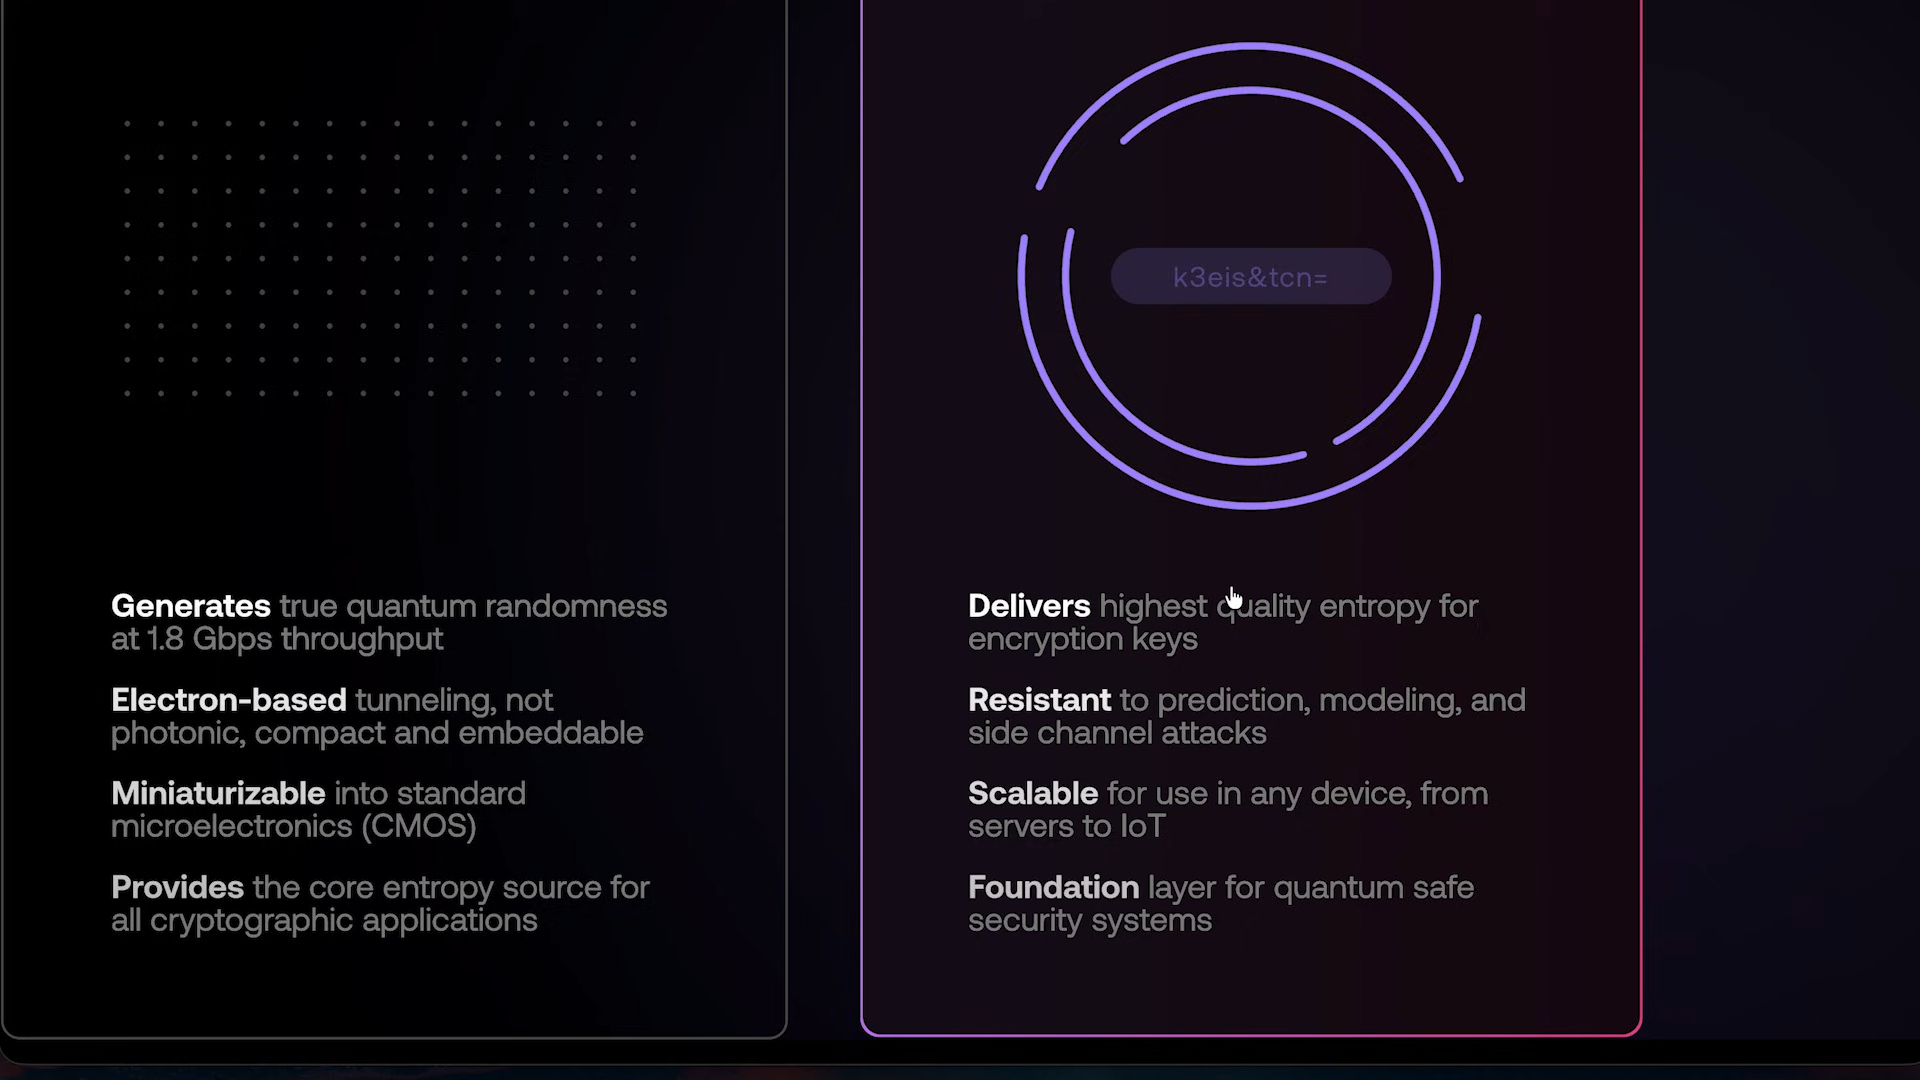 Generates true quantum randomness
at 1.8 Gbps throughput
Electron-based tunneling, not
photonic, compact and embeddable
Miniaturizable into standard
microelectronics (CMOS)
Provides the core entropy source for
all cryptographic applications
k3eis&tcn=
Delivers highest quality entropy for
encryption keys
Resistant to prediction, modeling, and
side channel attacks
Scalable for use in any device, from
servers to IoT
Foundation layer for quantum safe
security systems